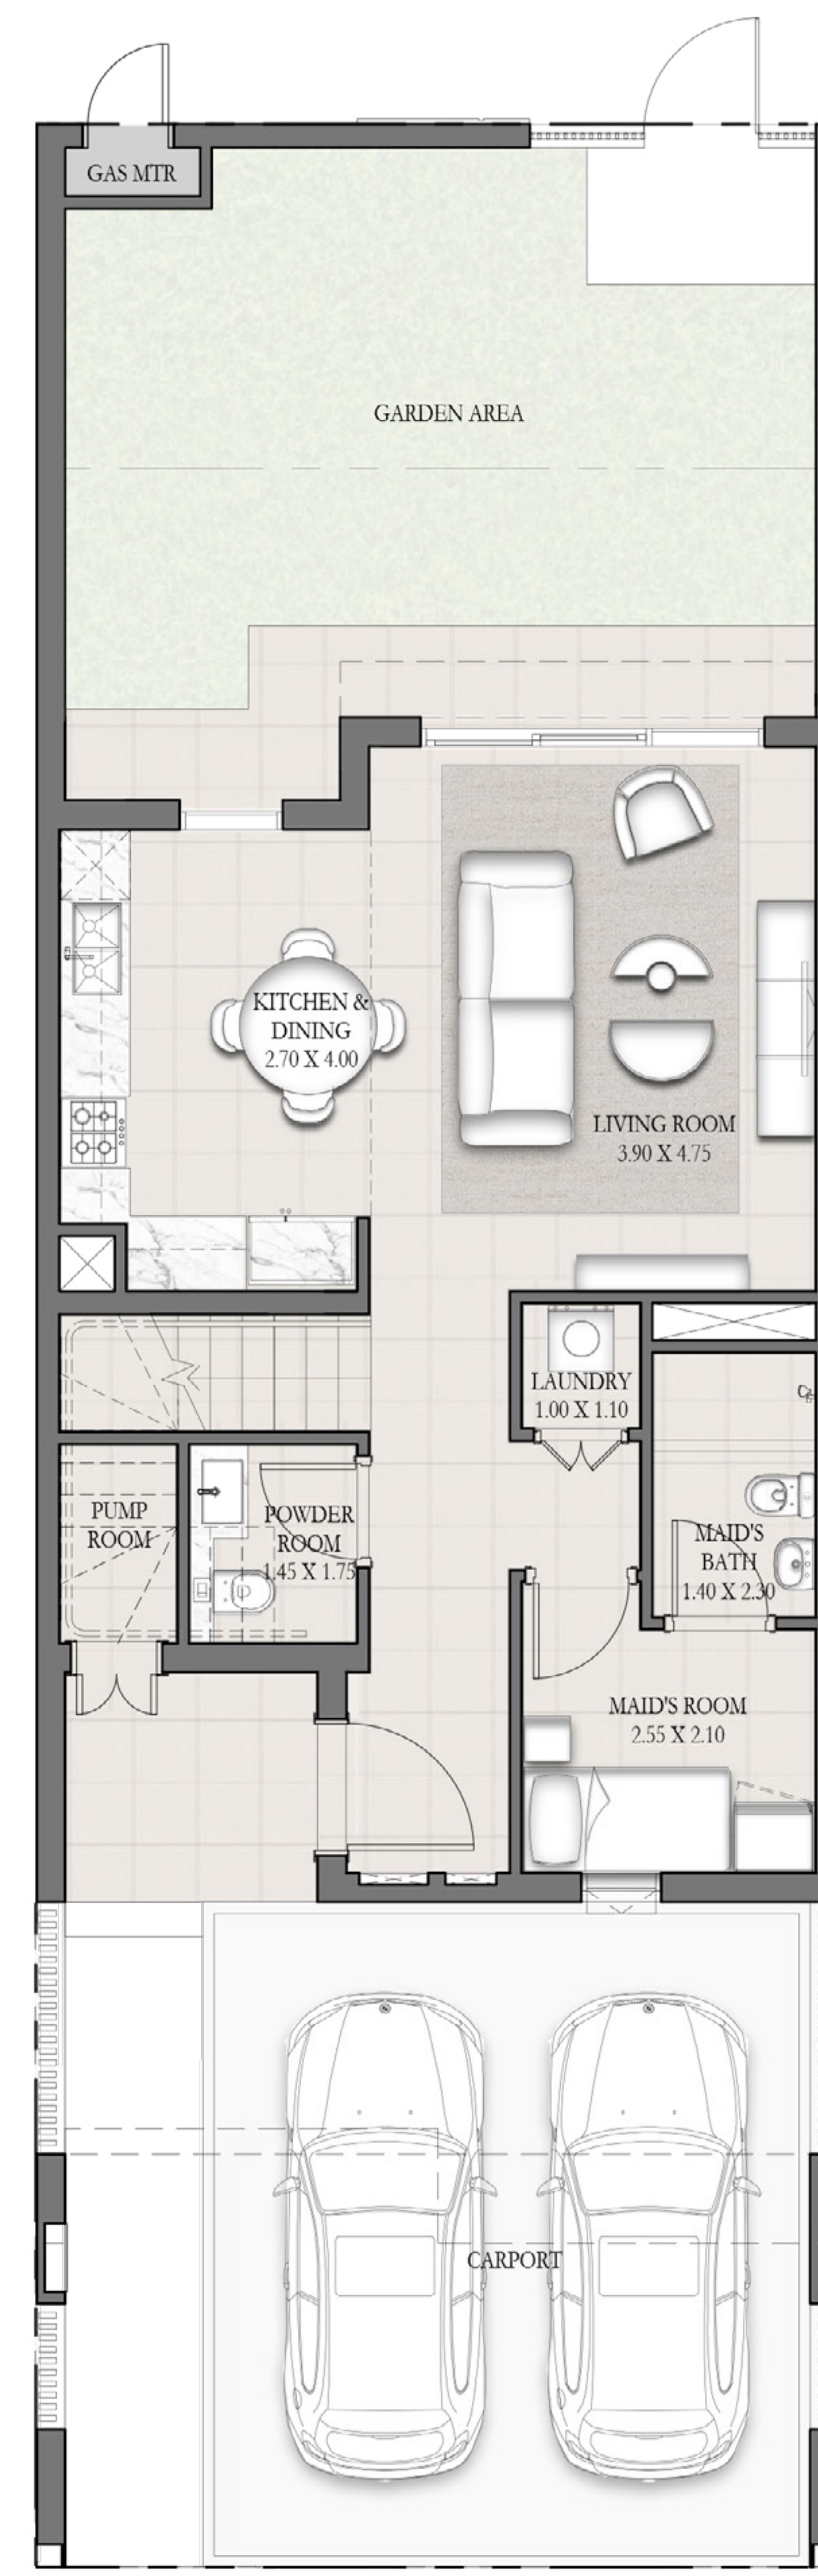 GAS MTR
GARDEN AREA
KITCHEN &
DINING
2.70 X 4.00
LIVING ROOM
3.90 X 4.75
LAUNDRY
1.00 X 1.10
PUMP
ROOM
POWDER
ROOM
1.45 X 1.75
MAID'S
BATH
1.40 X 2.30
MAID'S ROOM
2.55 X 2.10
CARPORT